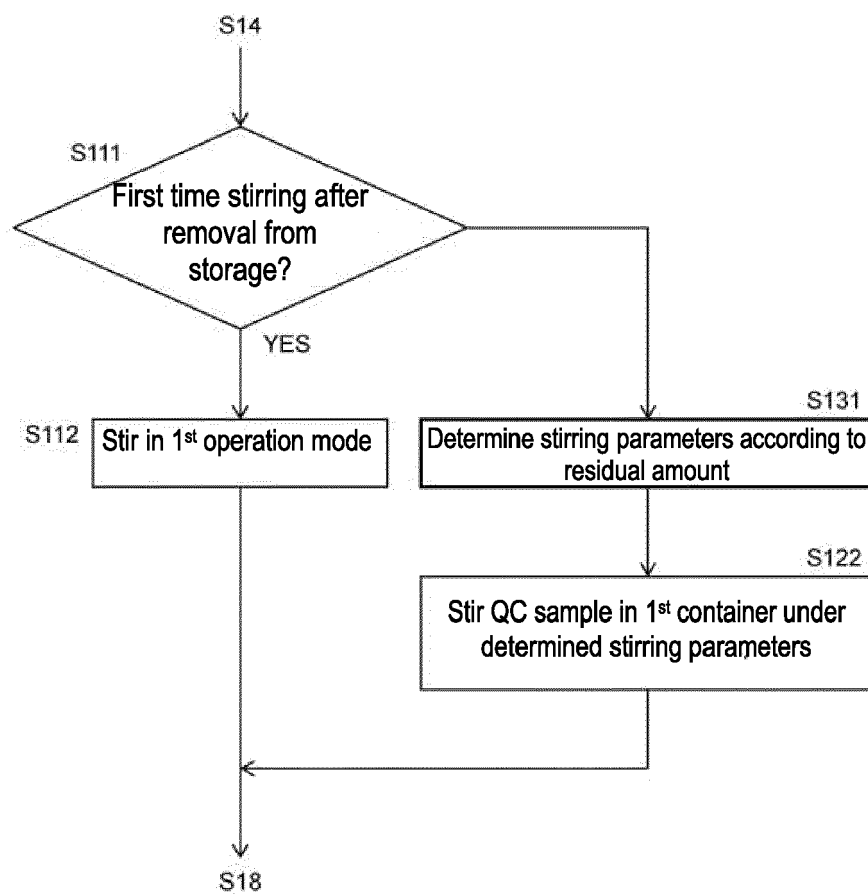 S14
S111
First time stirring after
removal from
storage?
YES
S112
Stir in 1st operation mode
S131
Determine stirring parameters according to
residual amount
S122
Stir QC sample in 1st container under
determined stirring parameters
S18